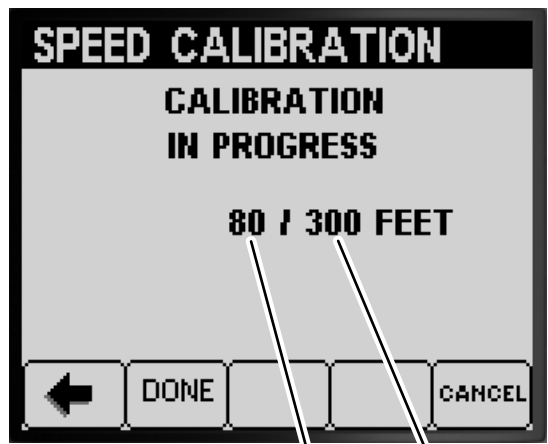 SPEED CALIBRATION
CALIBRATION
IN PROGRESS
80 / 300 FEET
DONE CANCEL